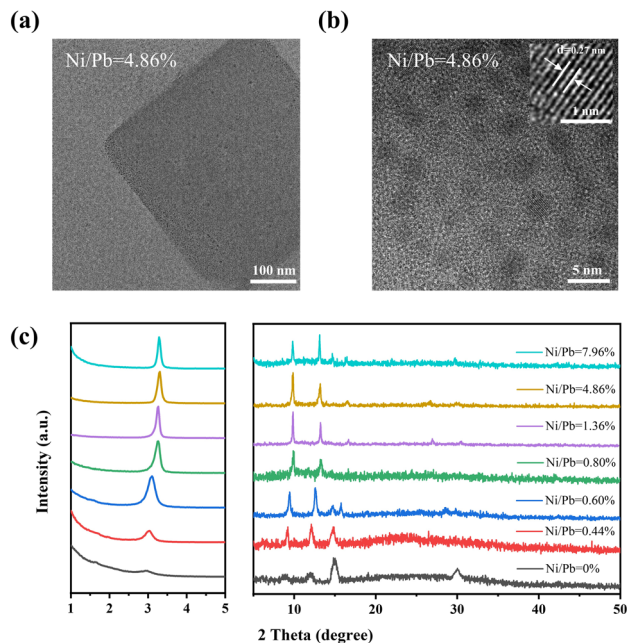 (a)
Ni/Pb=4.86%
100 nm
(b)
Ni/Pb=4.86%
d=0.27 nm
1 nm
5 nm
(c)
Intensity (a.u.)
Ni/Pb=7.96%
Ni/Pb=4.86%
Ni/Pb=1.36%
Ni/Pb=0.80%
Ni/Pb=0.60%
Ni/Pb=0.44%
Ni/Pb=0%
1 2 3 4 5
10 20 30 40 50
2 Theta (degree)